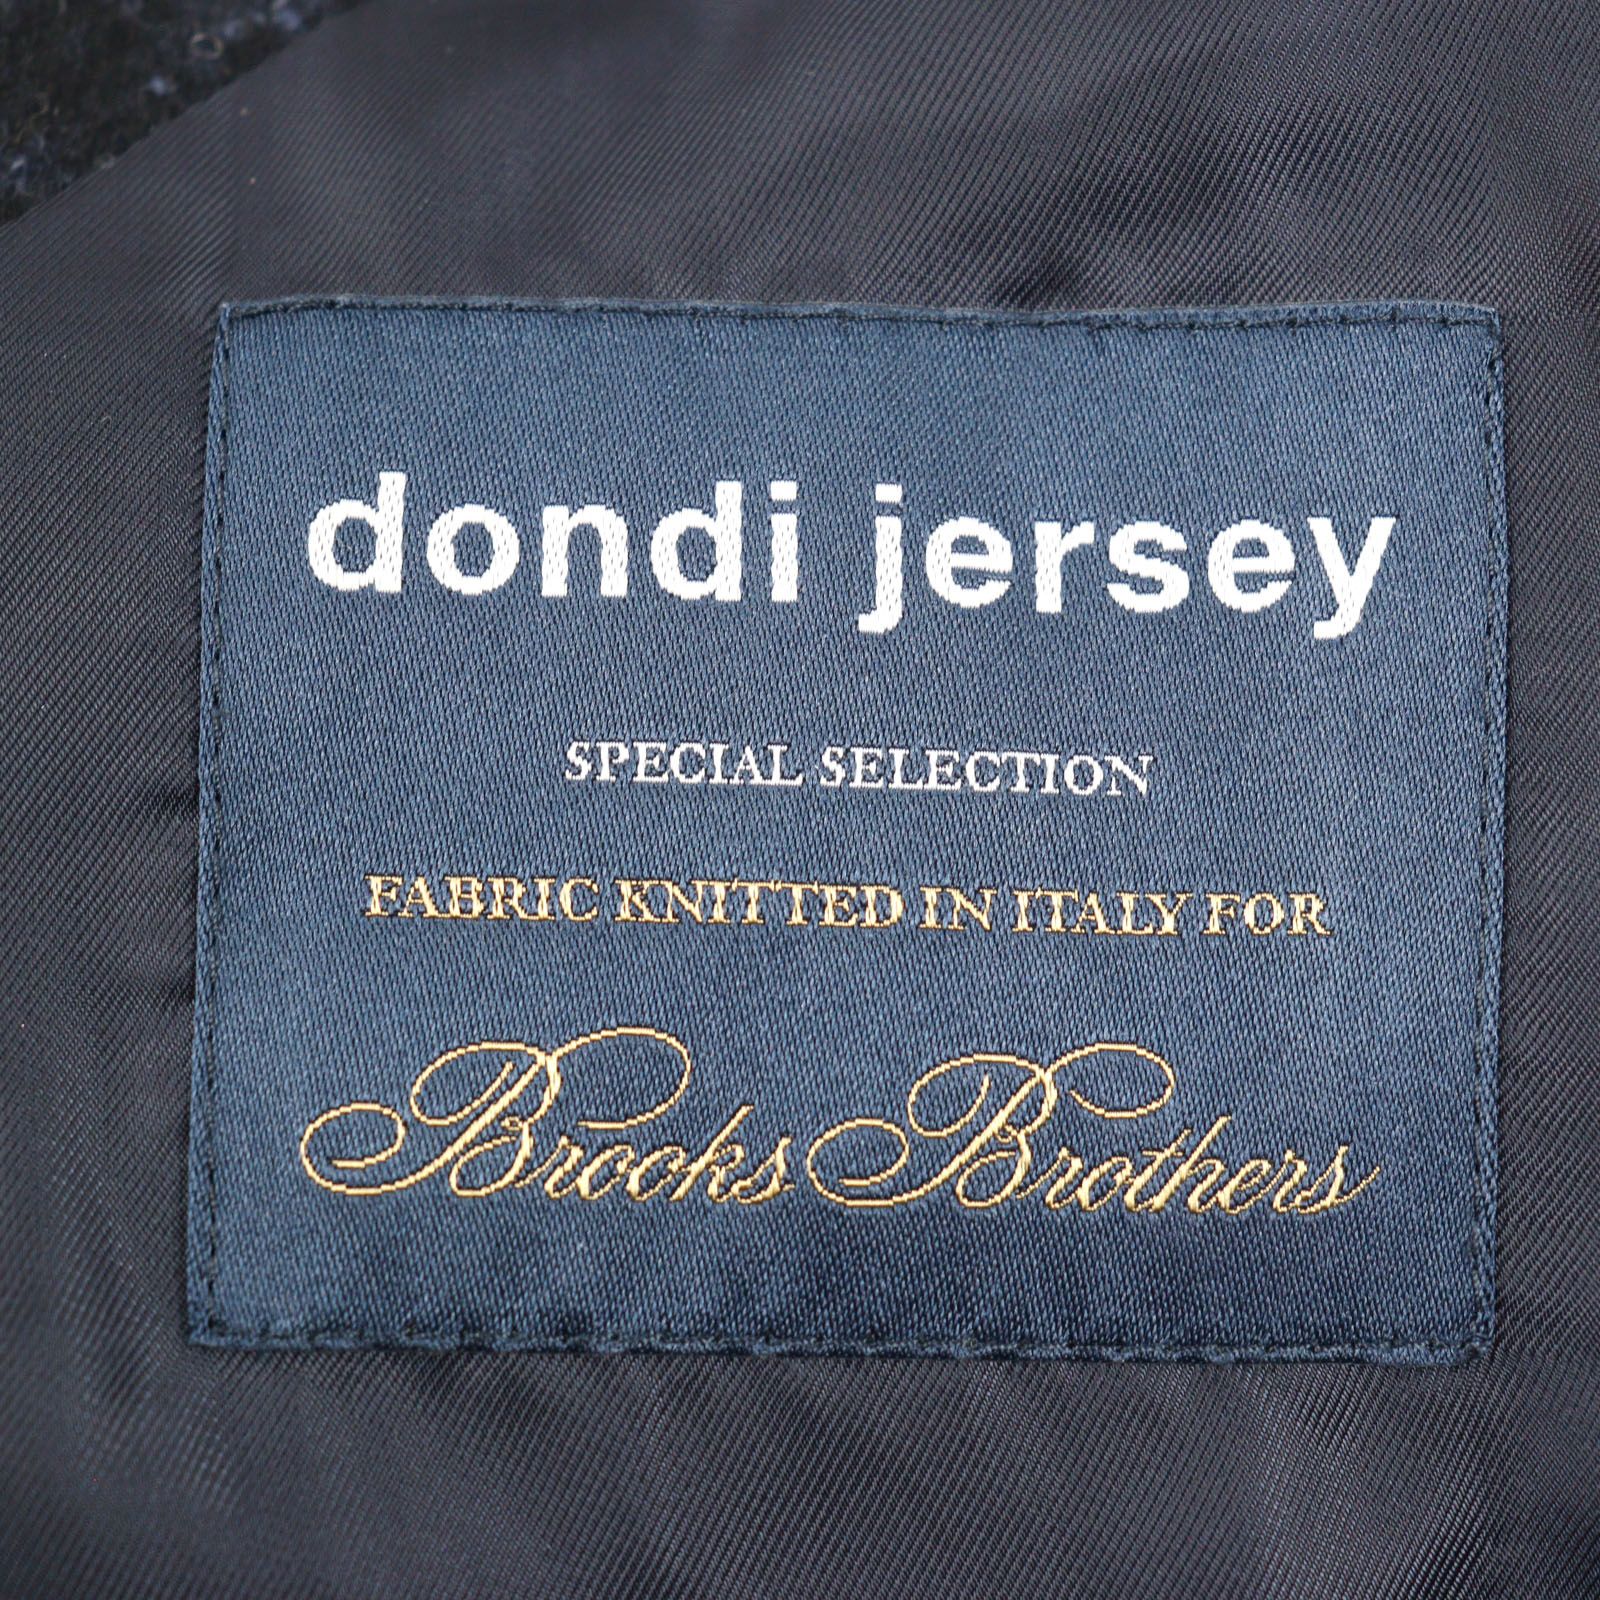 dondi jersey
SPECIAL SELECTION
FABRIC KNITTED IN ITALY FOR
Brooks Brothers